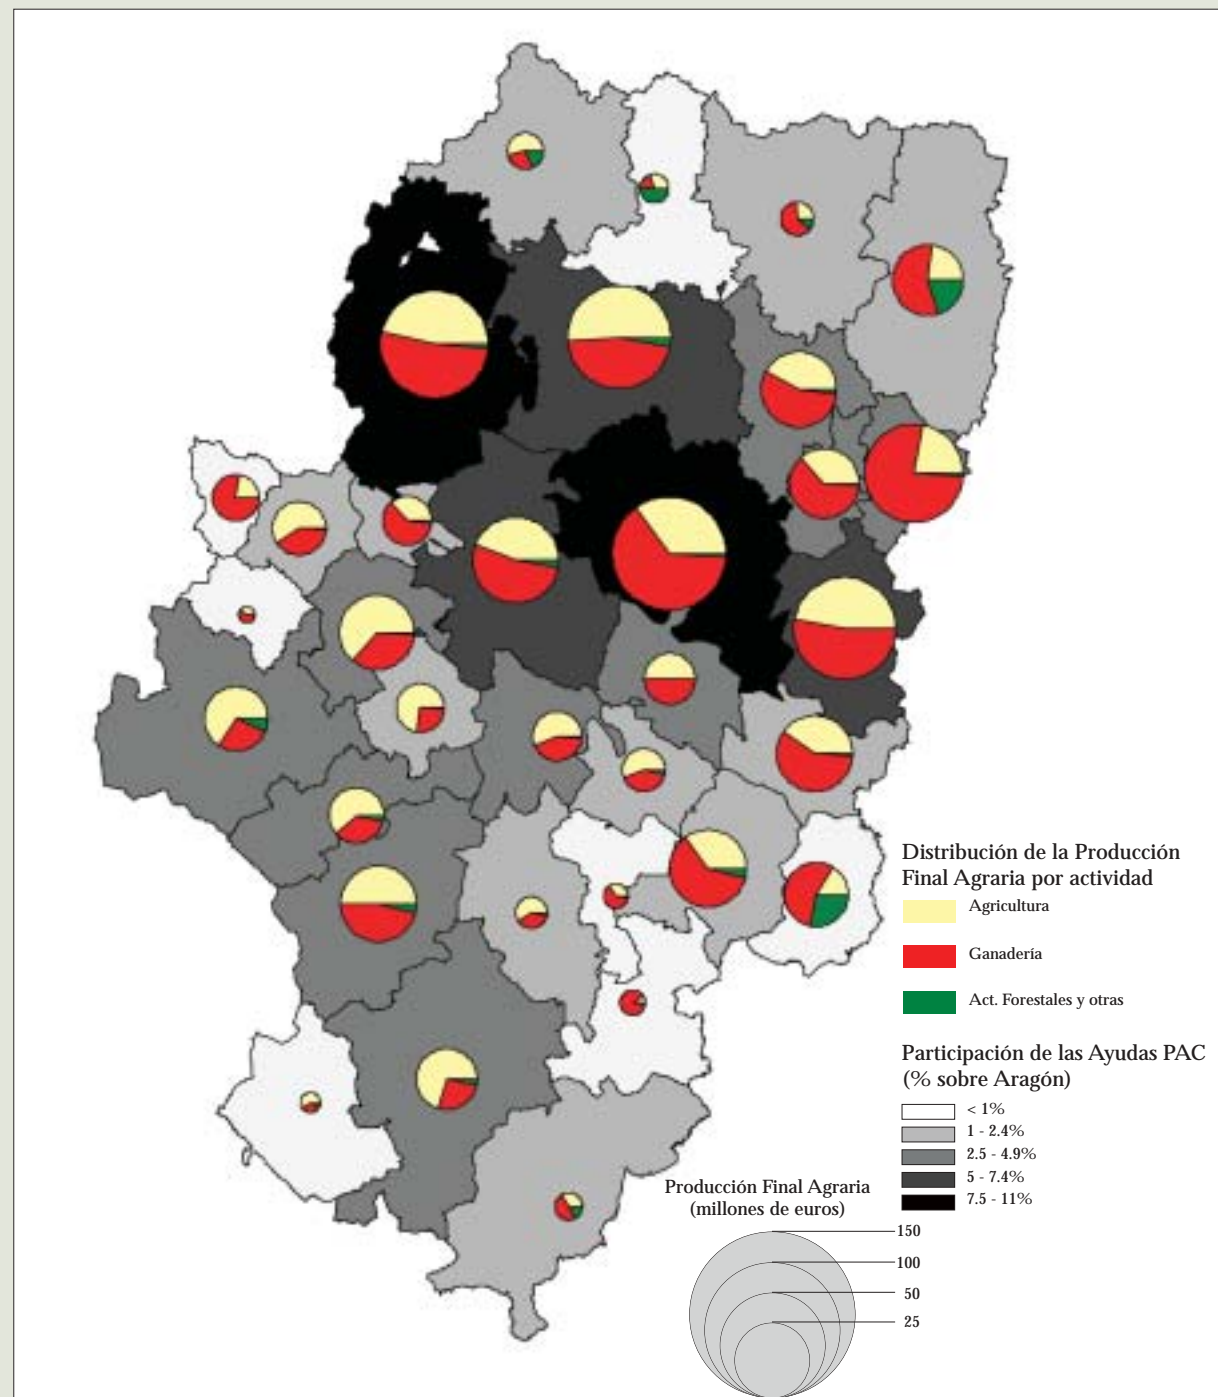 Distribución de la Producción
Final Agraria por actividad
Agricultura
Ganadería
Act. Forestales y otras
Participación de las Ayudas PAC
(% sobre Aragón)
< 1%
1 - 2.4%
2.5 - 4.9%
5 - 7.4%
7.5 - 11%
Producción Final Agraria
(millones de euros)
150
100
50
25